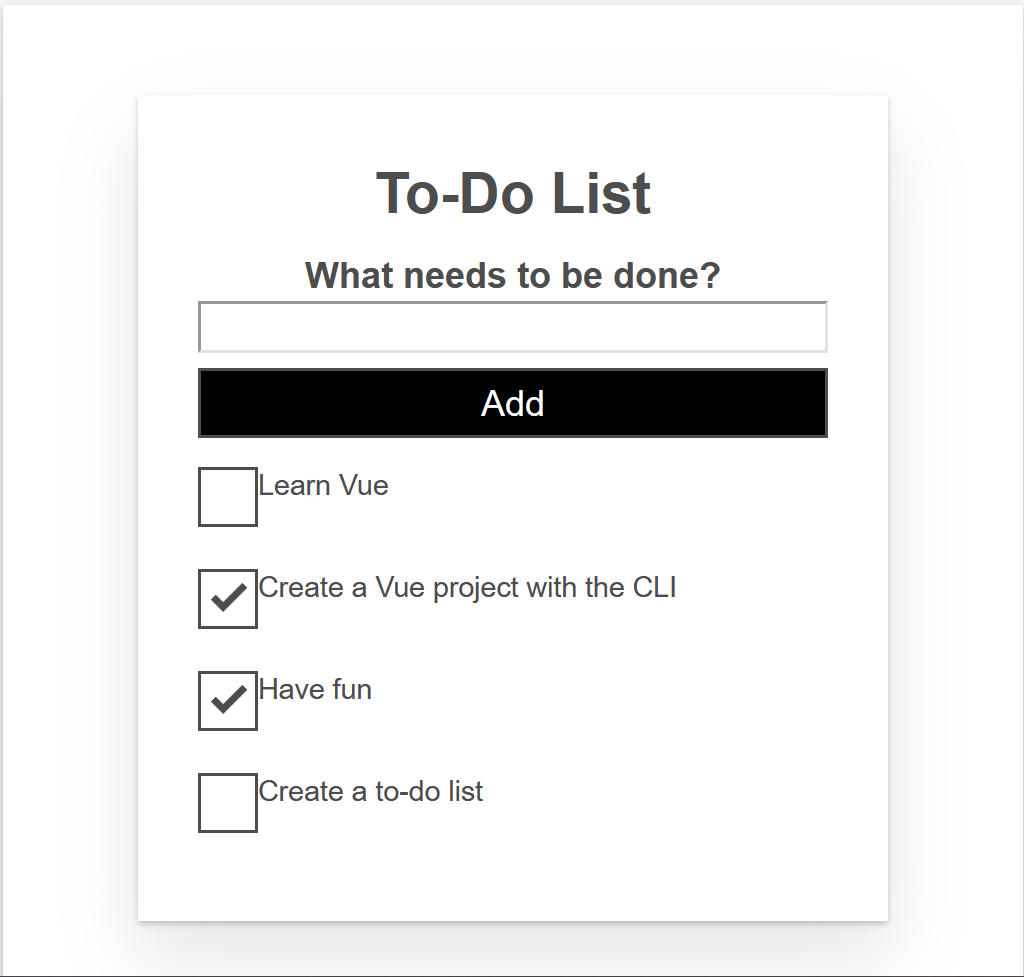 To-Do List
What needs to be done?
Add
Learn Vue
Create a Vue project with the CLI
Have fun
Create a to-do list